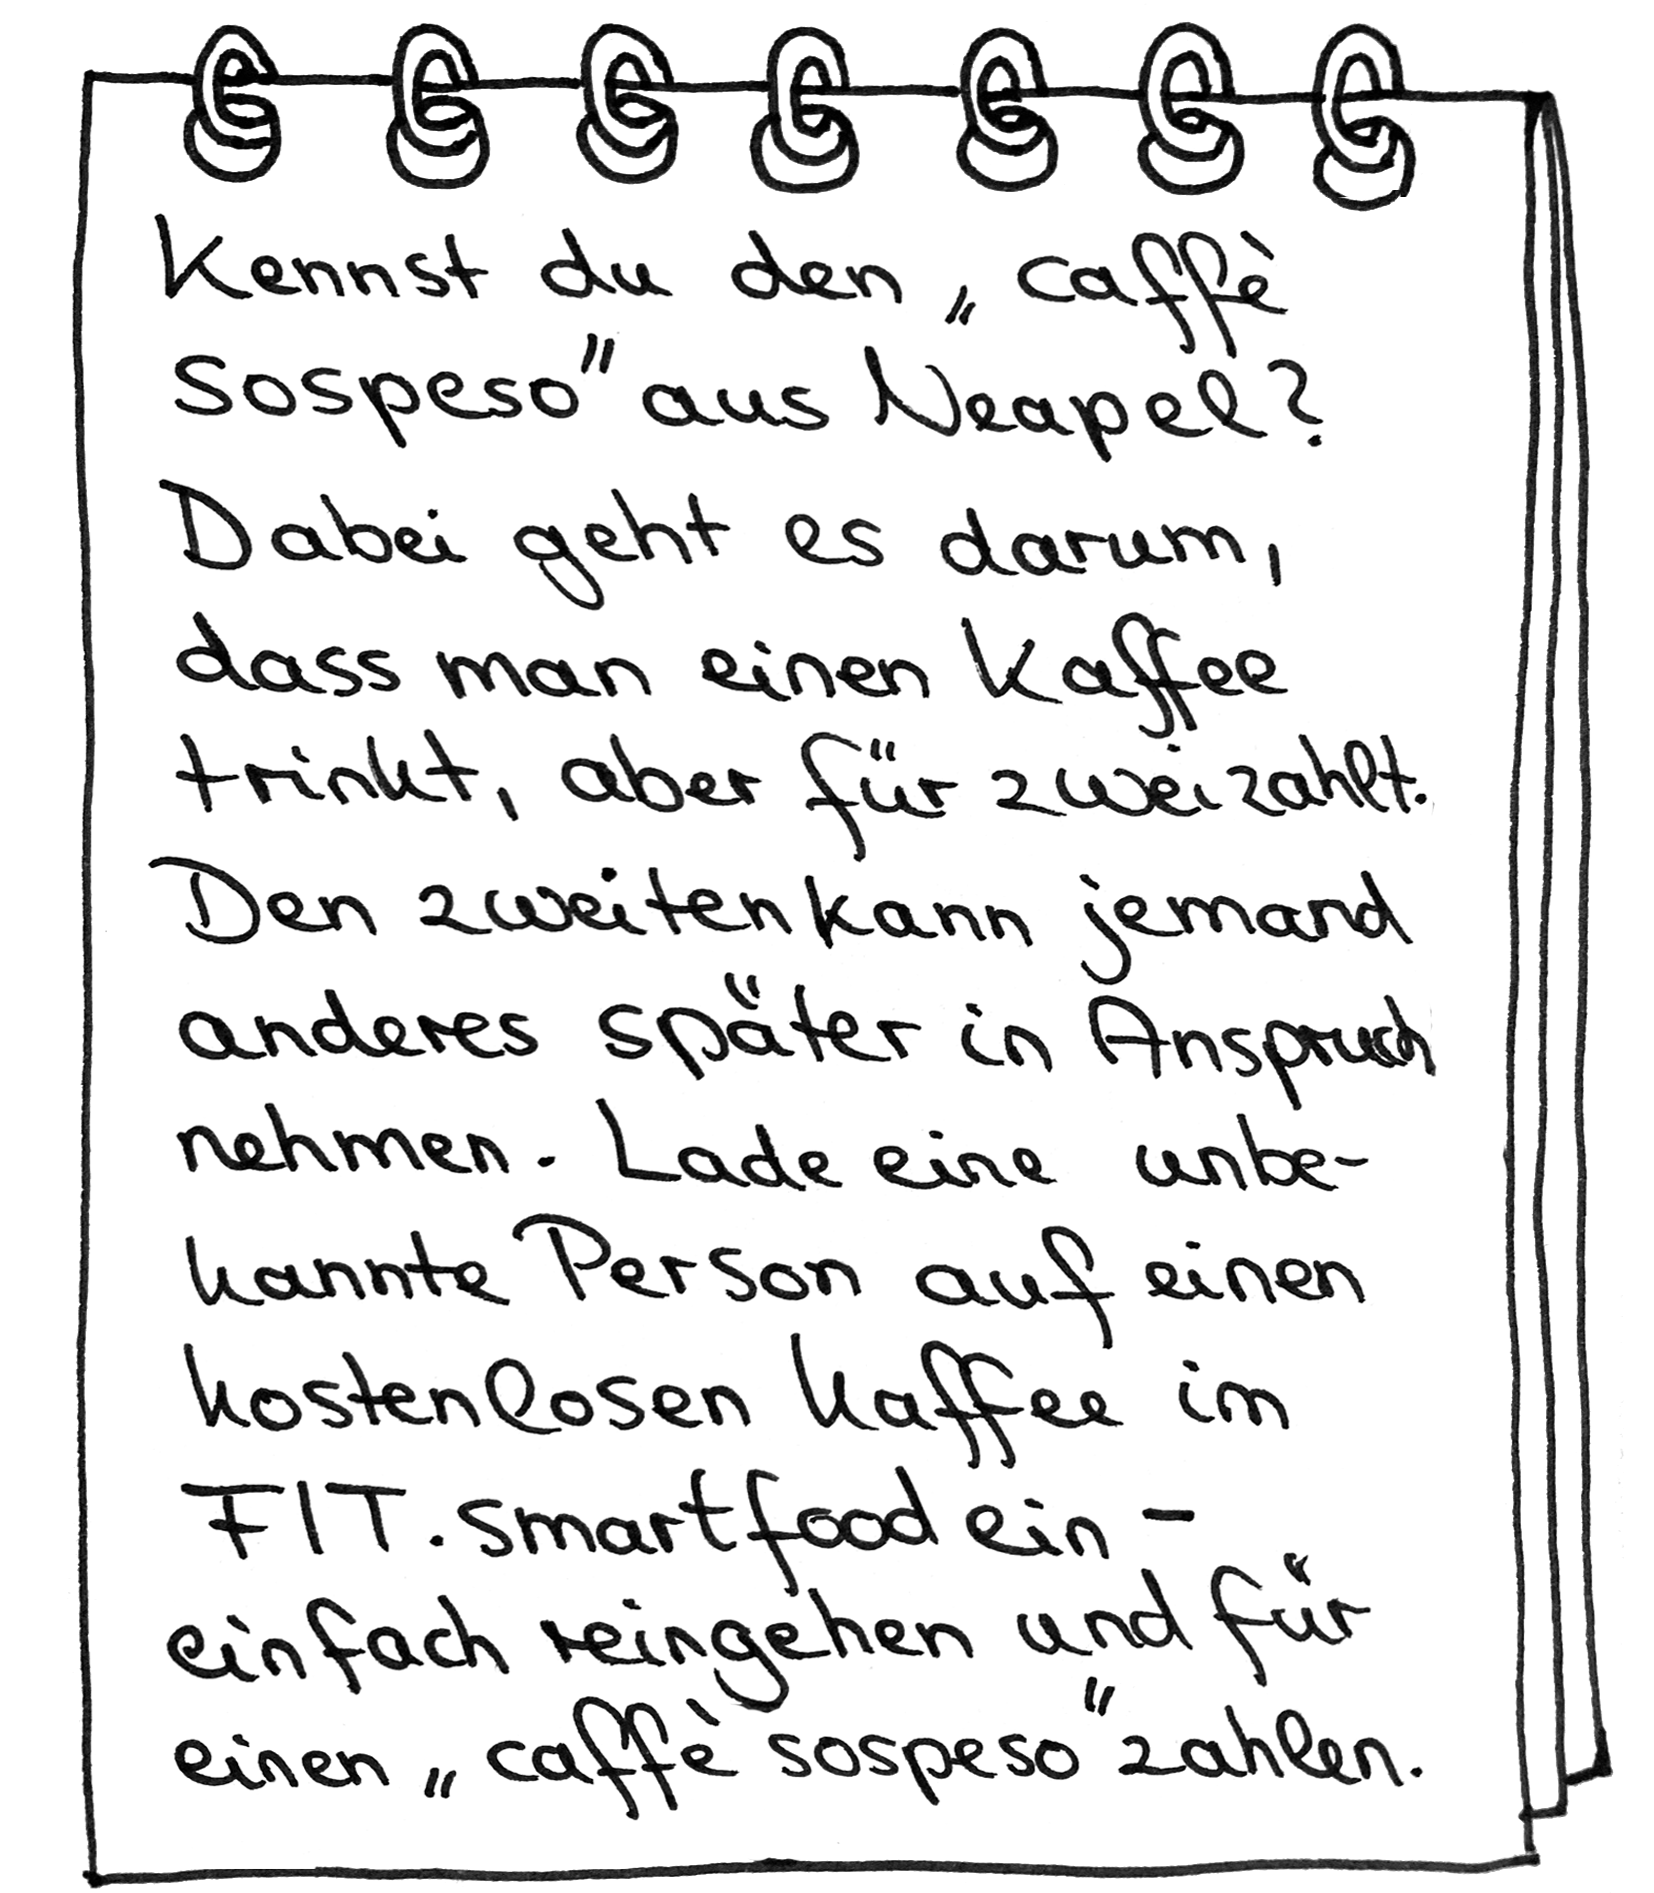 Kennst du den „caffè
sospeso" aus Neapel?
Dabei geht es darum,
dass man einen Kaffee
trinkt, aber für zwei zahlt.
Den zweiten kann jemand
anderes später in Anspruch
nehmen. Lade eine unbe-
kannte Person auf einen
kostenlosen Kaffee im
FIT.smartfood ein -
einfach reingehen und für
einen „caffè sospeso" zahlen.